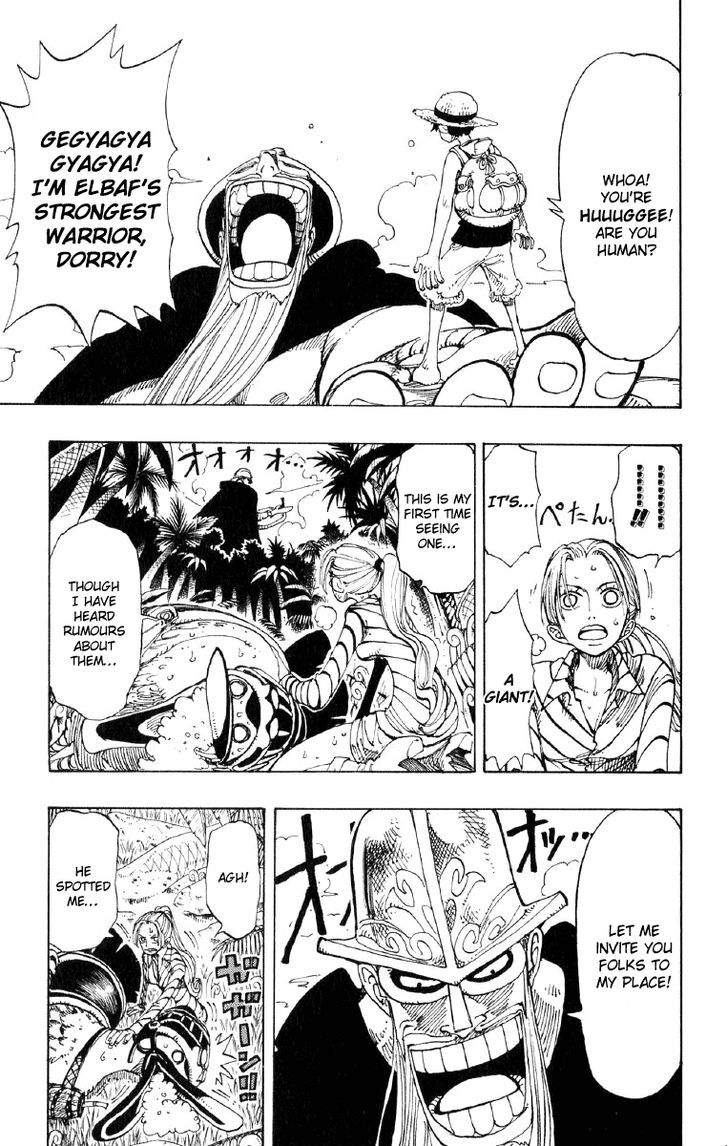 WHOA!
YOU'RE
HUUUGGEE!
ARE YOU
HUMAN?
GEGYAGYA
GYAGYA!
I'M ELBAF'S
STRONGEST
WARRIOR,
DORRY!
!!
IT'S...
ぺたん.
A
GIANT!
THIS IS MY
FIRST TIME
SEEING
ONE...
オオオ...
THOUGH
I HAVE
HEARD
RUMOURS
ABOUT
THEM...
LET ME
INVITE YOU
FOLKS TO
MY PLACE!
オッ...
AGH!
HE
SPOTTED
ME...